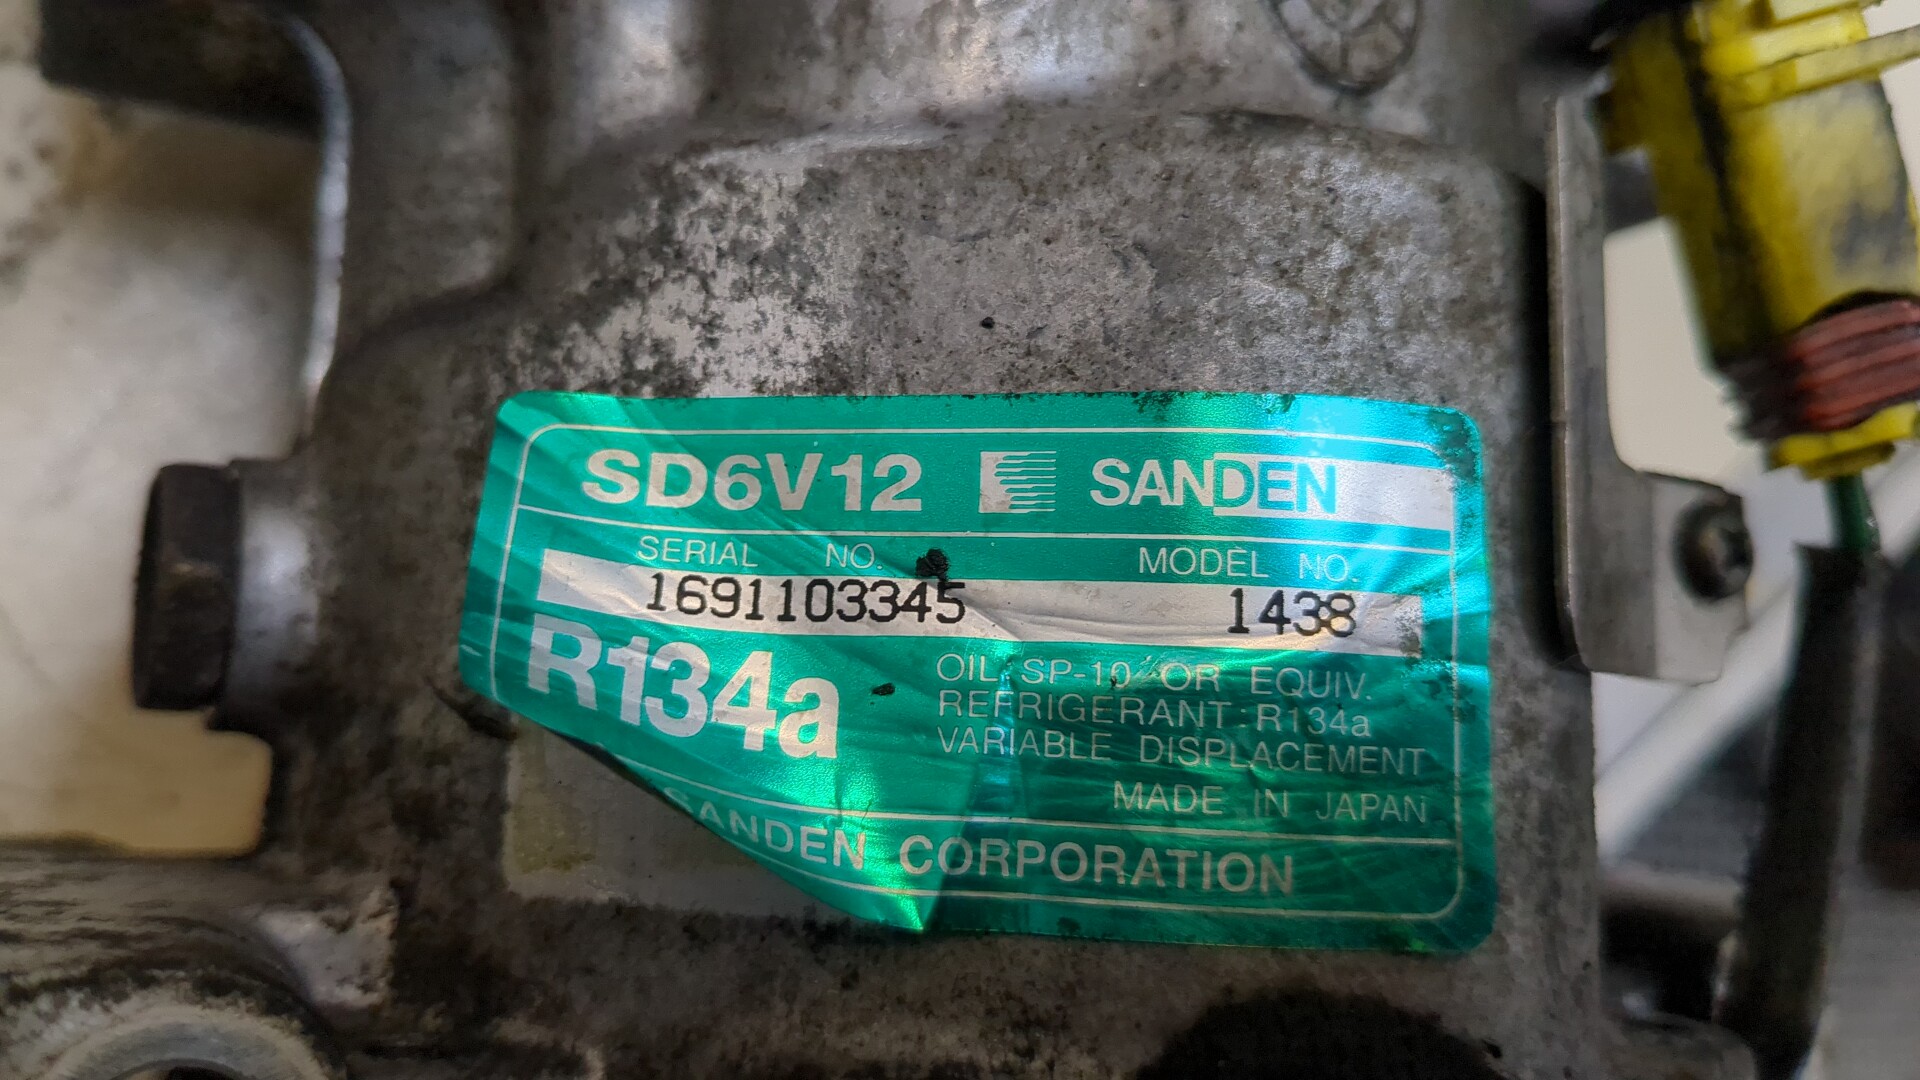 SD6V12 SANDEN
SERIAL NO. MODEL NO.
1691103345 1438
R134a
OIL SP-10 OR EQUIV.
REFRIGERANT R134a
VARIABLE DISPLACEMENT
MADE IN JAPAN
SANDEN CORPORATION